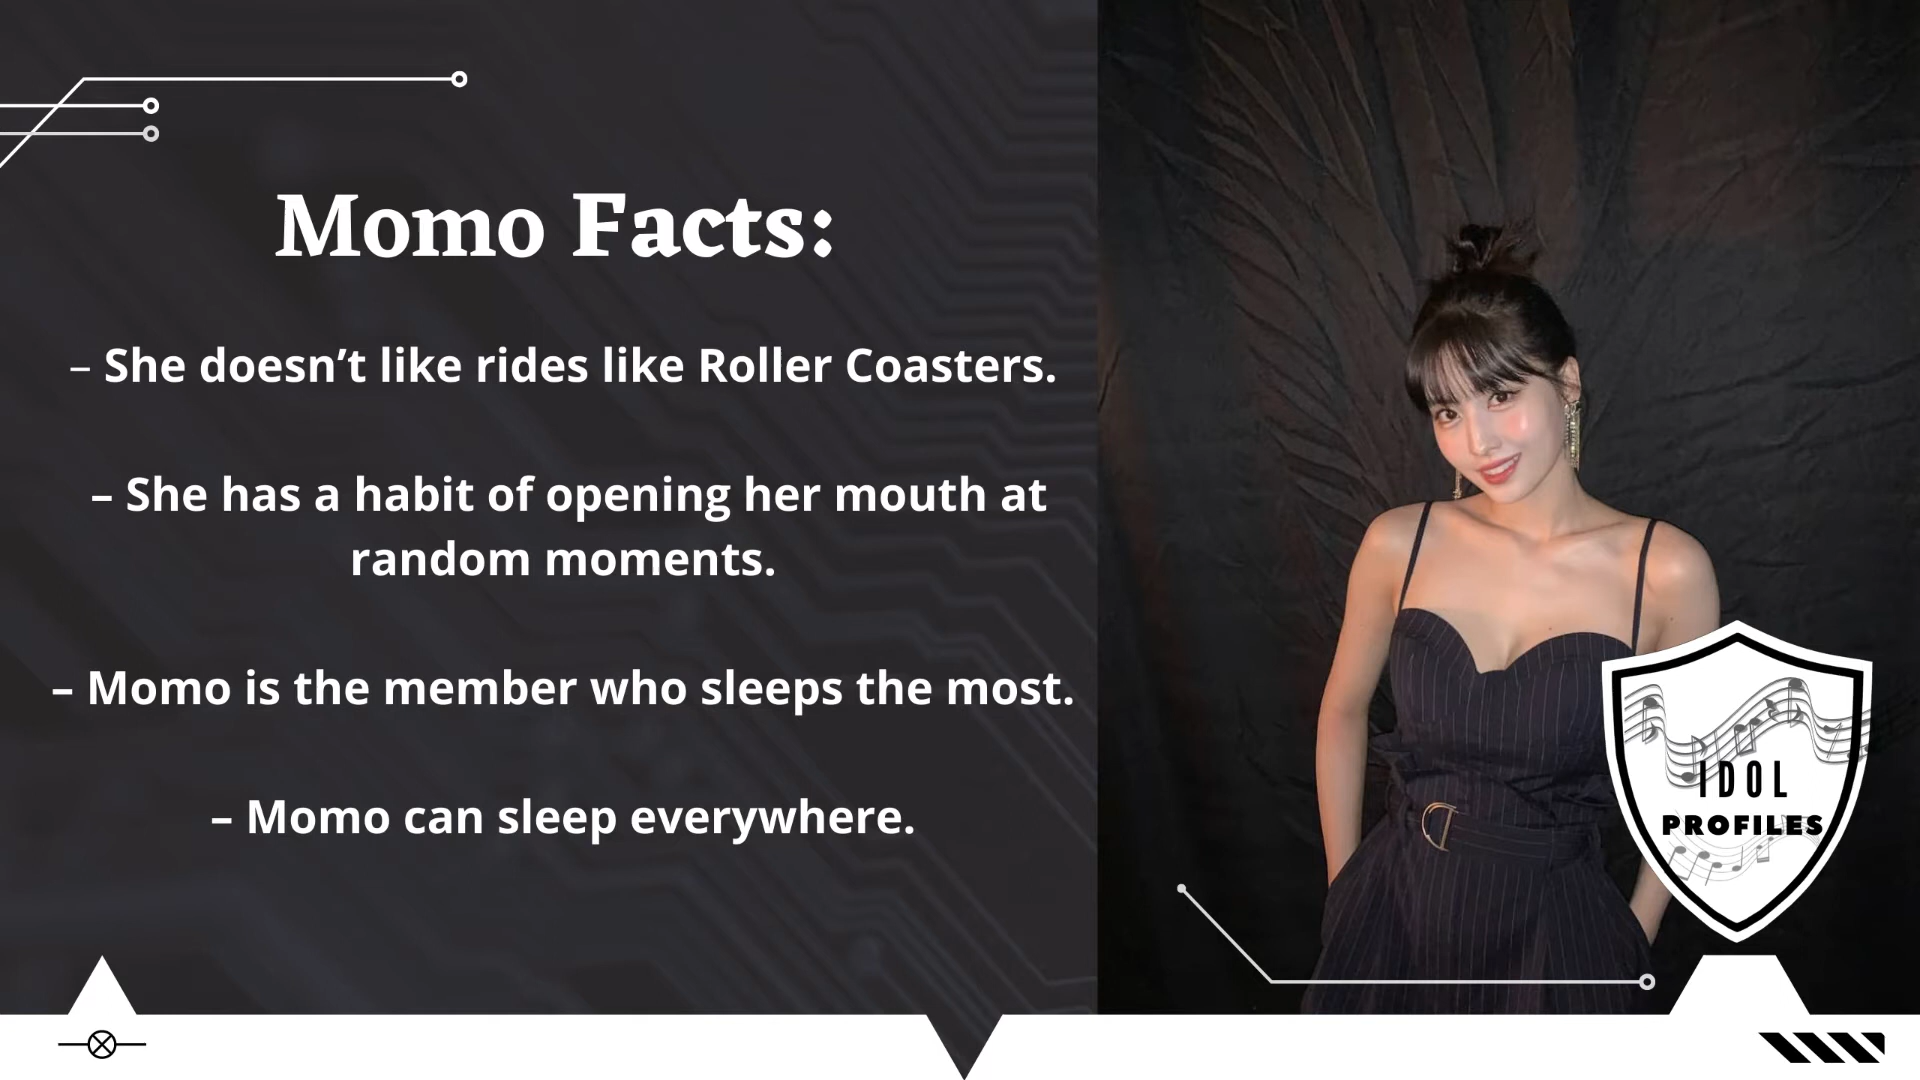 Momo Facts:
– She doesn’t like rides like Roller Coasters.
– She has a habit of opening her mouth at
random moments.
– Momo is the member who sleeps the most.
– Momo can sleep everywhere.
IDOL
PROFILES